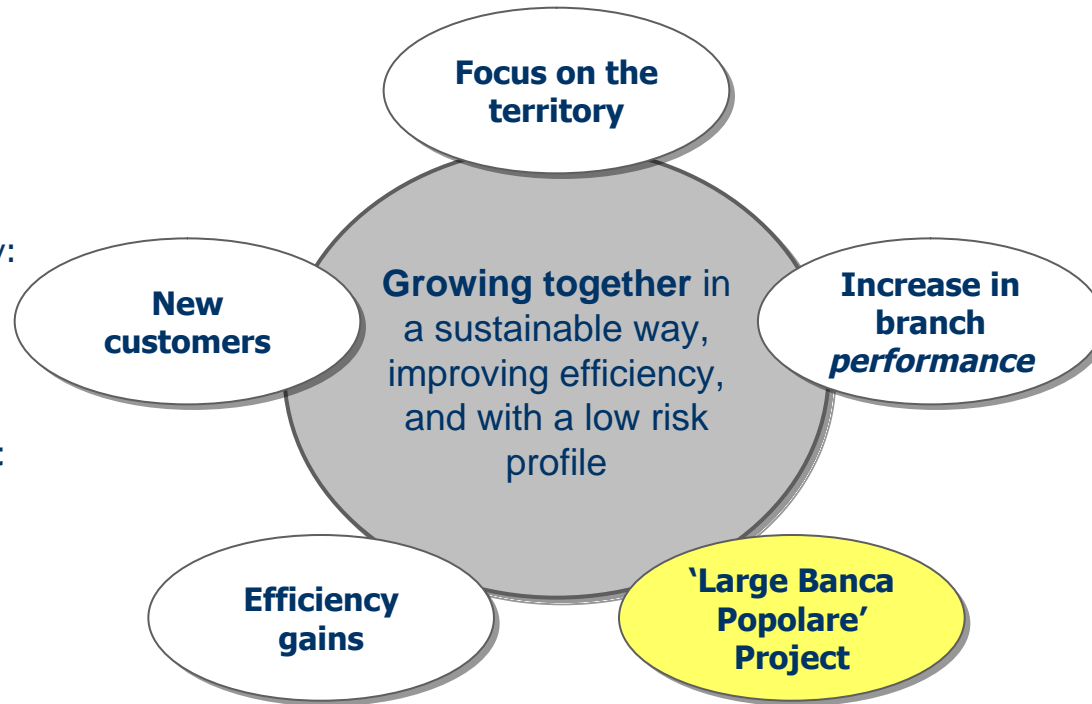 Focus on the
territory
y:
New
customers
Growing together in
a sustainable way,
improving efficiency,
and with a low risk
profile
Increase in
branch
performance
Efficiency
gains
‘Large Banca
Popolare’
Project